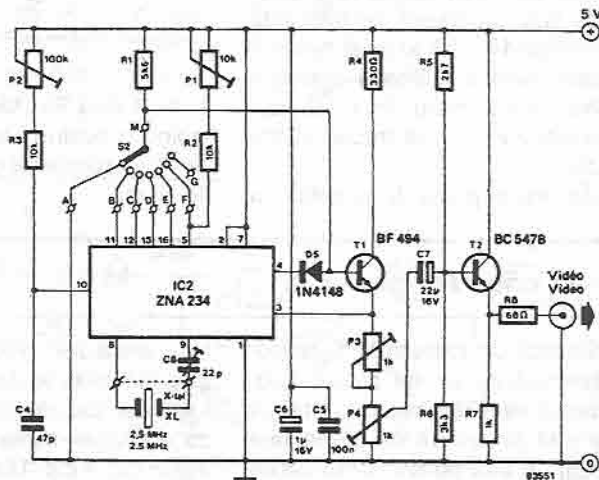 5 V
P2
100k
R1
5k6
P1
10k
R4
330Ω
R5
2k7
R3
10k
M
S2
R2
10k
G
A
B
C
D
E
F
11
12
13
16
5
2
7
BF 494
BC 547B
T1
T2
D5
1N4148
C7
22µ
16V
IC2
ZNA 234
10
4
3
8
9
1
R8
68Ω
Vidéo
Video
22p
X-tal
XL
2,5 MHz
2.5 MHz
P3
1k
P4
1k
C4
47p
C6
1µ
16V
C5
100n
R6
3k3
R7
1k
0
83551